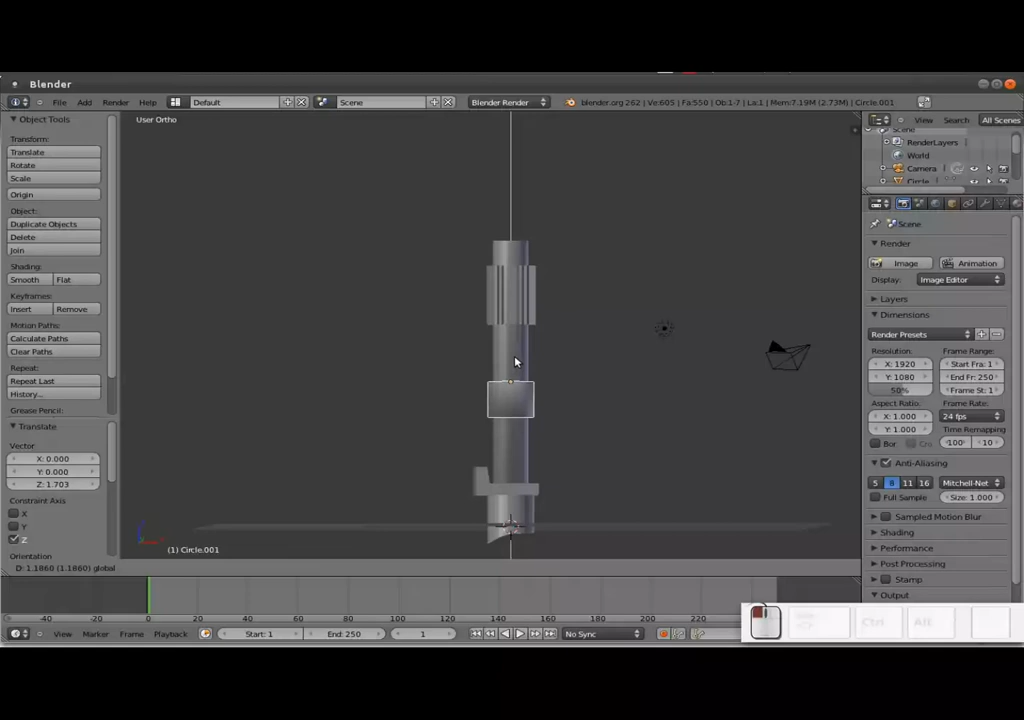 Blender
File Add Render Help Default Scene Blender Render blender.org 262 | Ve:605 | Fa:550 | Ob:1-7 | La:1 | Mem:7.19M (2.73M) | Circle.001
View Search All Scenes
Object Tools
User Ortho
Scene
RenderLayers
World
Camera
Circle
Transform:
Translate
Rotate
Scale
Origin
Object:
Duplicate Objects
Delete
Join
Shading:
Smooth Flat
Keyframes:
Insert Remove
Motion Paths:
Calculate Paths
Clear Paths
Repeat:
Repeat Last
History...
Grease Pencil:
Translate
Vector
X: 0.000
Y: 0.000
Z: 1.703
Constraint Axis
X
Y
Z
Orientation
(1) Circle.001
D: 1.1860 (1.1860) global
Scene
Render
Image Animation
Display: Image Editor
Layers
Dimensions
Render Presets
Resolution: Frame Range:
X: 1920 Start Fra: 1
Y: 1080 End Fr: 250
50% Frame St: 1
Aspect Ratio: Frame Rate:
X: 1.000 24 fps
Y: 1.000 Time Remapping
Bor Cro 100 10
Anti-Aliasing
5 8 11 16 Mitchell-Net
Full Sample Size: 1.000
Sampled Motion Blur
Shading
Performance
Post Processing
Stamp
Output
-40 -20 0 20 40 60 80 100 120 140 160 180 200 220
View Marker Frame Playback Start: 1 End: 250 1 No Sync
Ctrl Alt